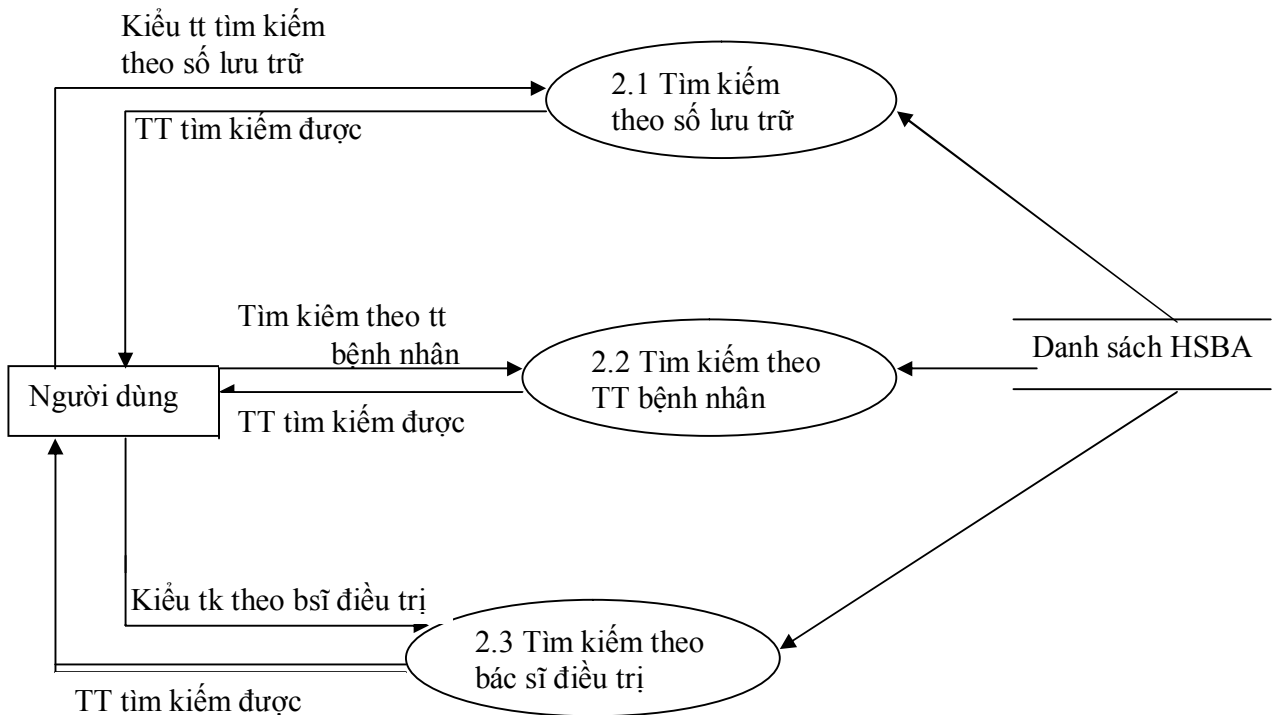 Kiểu tt tìm kiếm
theo số lưu trữ
2.1 Tìm kiếm
theo số lưu trữ
TT tìm kiếm được
Tìm kiêm theo tt
bệnh nhân
2.2 Tìm kiếm theo
TT bệnh nhân
Danh sách HSBA
Người dùng
TT tìm kiếm được
Kiểu tk theo bsĩ điều trị
2.3 Tìm kiếm theo
bác sĩ điều trị
TT tìm kiếm được